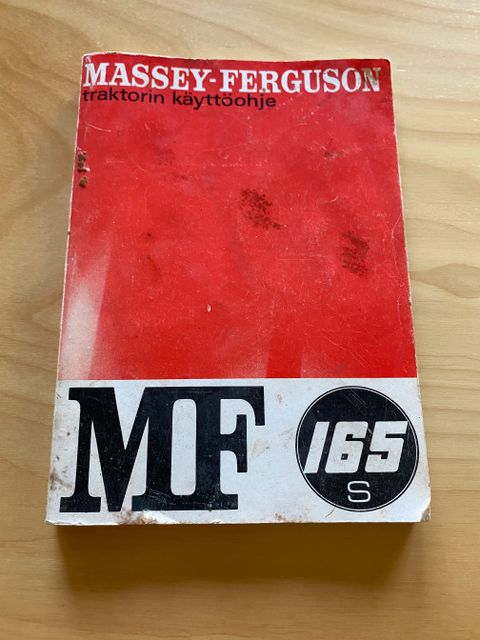 MASSEY-FERGUSON
traktorin käyttöohje
MF
165
S